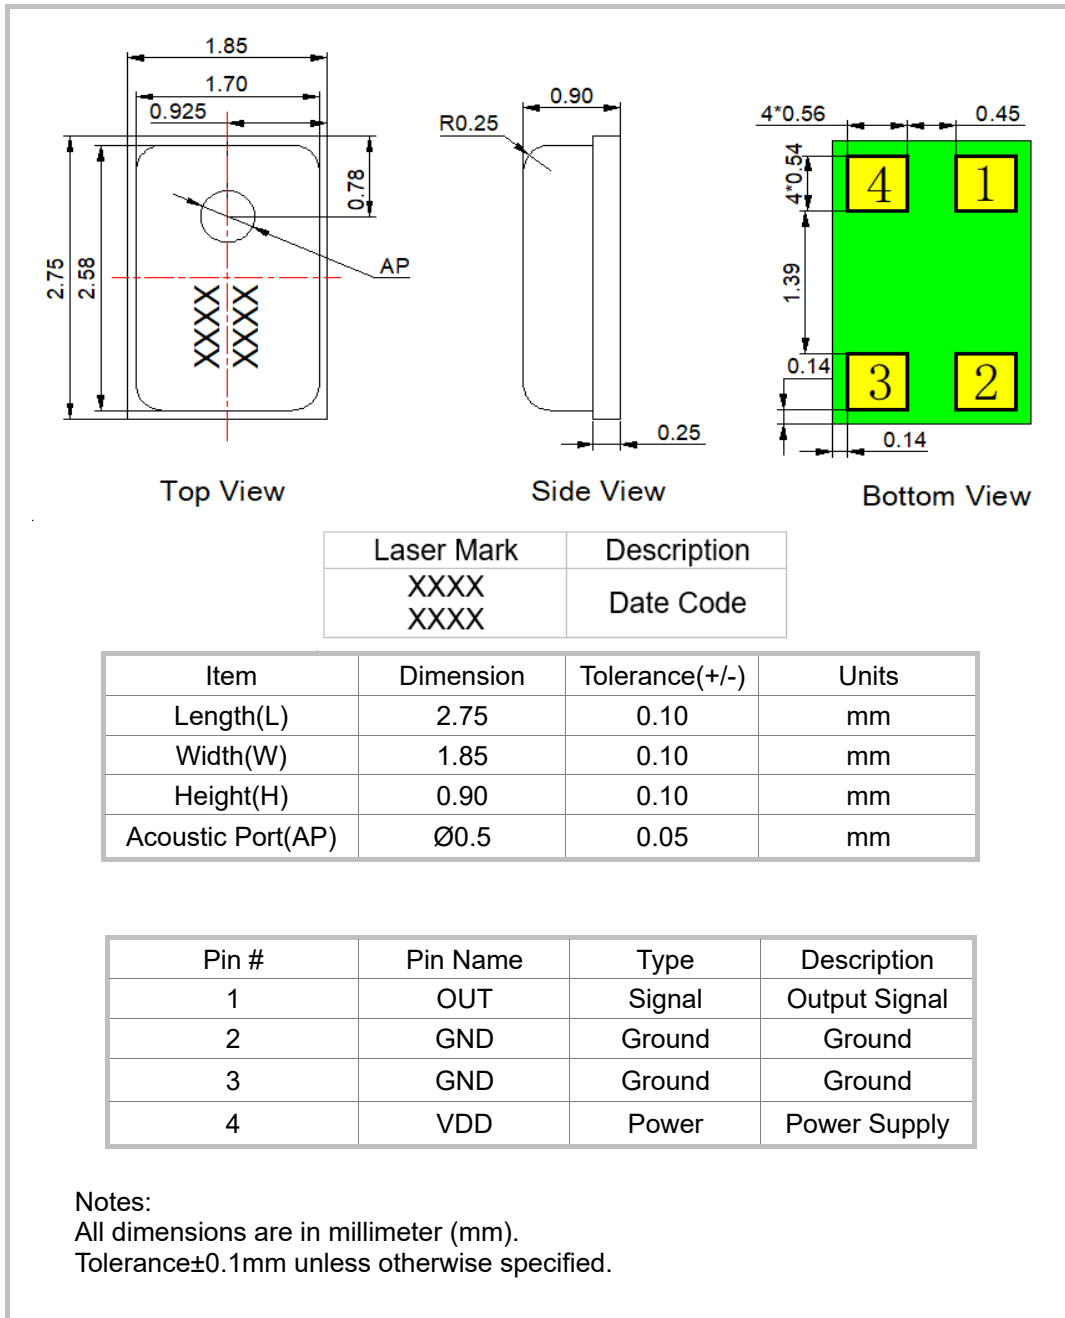 1.85
1.70
0.925
0.78
2.75
2.58
AP
XXXX
XXXX
Top View
0.90
R0.25
0.25
Side View
4*0.56
0.45
4*0.54
4
1
1.39
0.14
3
2
0.14
Bottom View
Laser Mark Description
XXXX
XXXX
Date Code
Item Dimension Tolerance(+/-) Units
Length(L) 2.75 0.10 mm
Width(W) 1.85 0.10 mm
Height(H) 0.90 0.10 mm
Acoustic Port(AP) Ø0.5 0.05 mm
Pin # Pin Name Type Description
1 OUT Signal Output Signal
2 GND Ground Ground
3 GND Ground Ground
4 VDD Power Power Supply
Notes:
All dimensions are in millimeter (mm).
Tolerance±0.1mm unless otherwise specified.